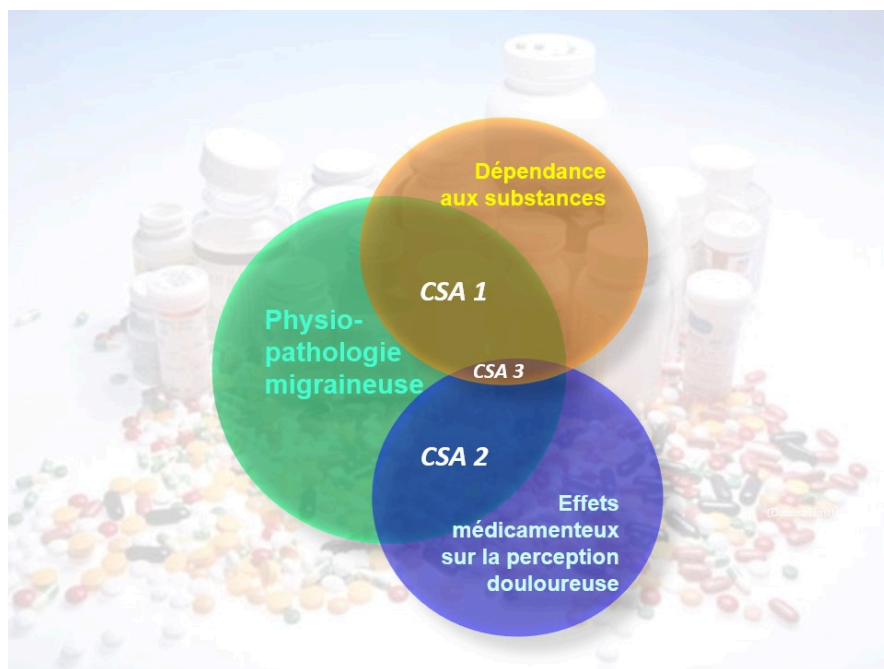 Dépendance
aux substances
CSA 1
Physio-
pathologie
migraineuse
CSA 3
CSA 2
Effets
médicamenteux
sur la perception
douloureuse